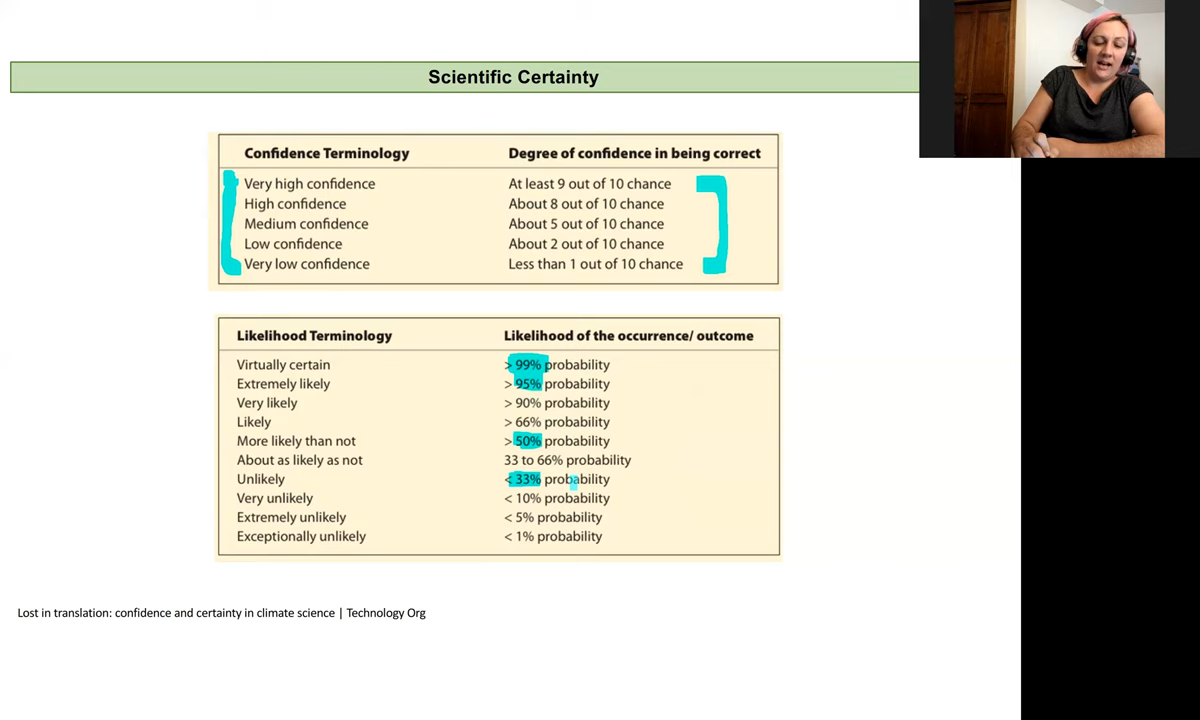 Scientific Certainty
Confidence Terminology Degree of confidence in being correct
Very high confidence At least 9 out of 10 chance
High confidence About 8 out of 10 chance
Medium confidence About 5 out of 10 chance
Low confidence About 2 out of 10 chance
Very low confidence Less than 1 out of 10 chance
Likelihood Terminology Likelihood of the occurrence/ outcome
Virtually certain > 99% probability
Extremely likely > 95% probability
Very likely > 90% probability
Likely > 66% probability
More likely than not > 50% probability
About as likely as not 33 to 66% probability
Unlikely < 33% probability
Very unlikely < 10% probability
Extremely unlikely < 5% probability
Exceptionally unlikely < 1% probability
Lost in translation: confidence and certainty in climate science | Technology Org